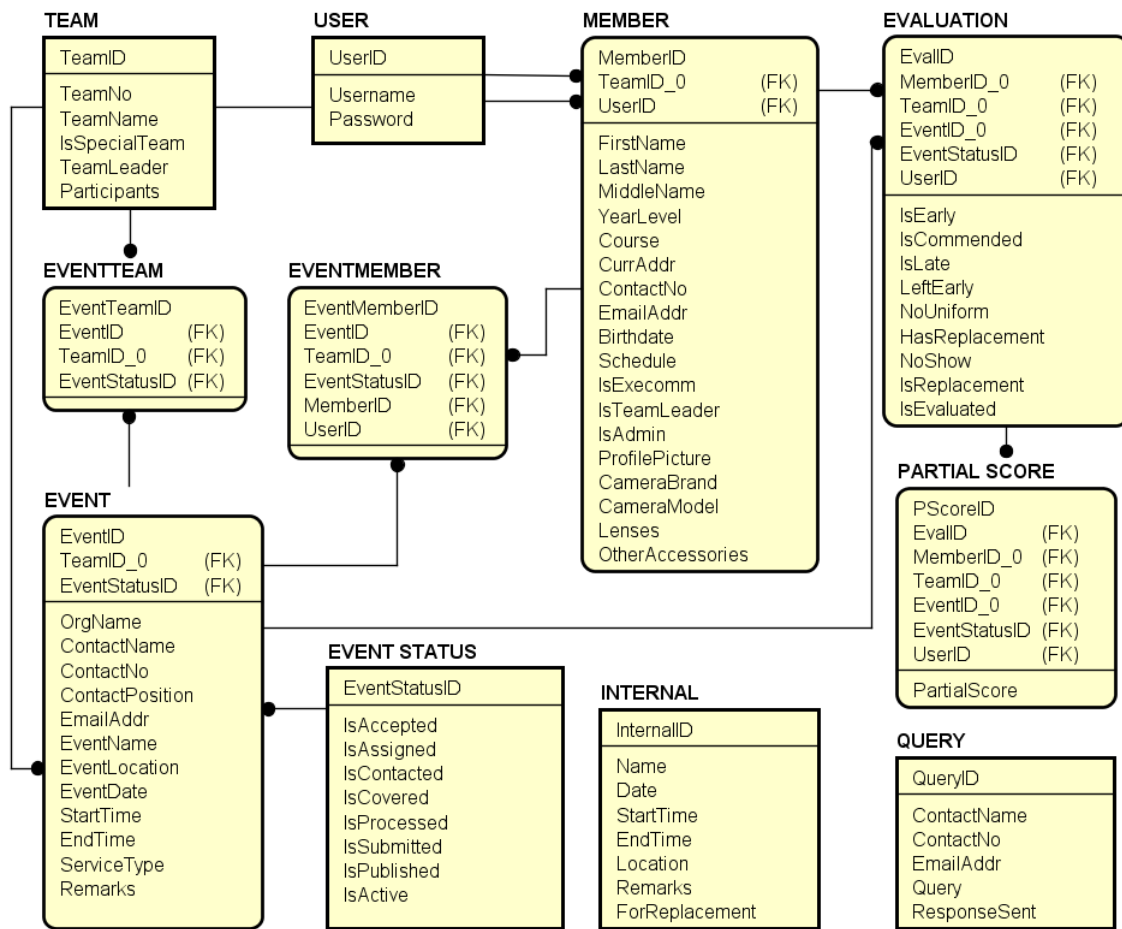 TEAM
TeamID
TeamNo
TeamName
IsSpecialTeam
TeamLeader
Participants
USER
UserID
Username
Password
MEMBER
MemberID
TeamID_0 (FK)
UserID (FK)
FirstName
LastName
MiddleName
YearLevel
Course
CurrAddr
ContactNo
EmailAddr
Birthdate
Schedule
IsExecomm
IsTeamLeader
IsAdmin
ProfilePicture
CameraBrand
CameraModel
Lenses
OtherAccessories
EVALUATION
EvalID
MemberID_0 (FK)
TeamID_0 (FK)
EventID_0 (FK)
EventStatusID (FK)
UserID (FK)
IsEarly
IsCommended
IsLate
LeftEarly
NoUniform
HasReplacement
NoShow
IsReplacement
IsEvaluated
EVENTTEAM
EventTeamID
EventID (FK)
TeamID_0 (FK)
EventStatusID (FK)
EVENTMEMBER
EventMemberID
EventID (FK)
TeamID_0 (FK)
EventStatusID (FK)
MemberID (FK)
UserID (FK)
PARTIAL SCORE
PScoreID
EvalID (FK)
MemberID_0 (FK)
TeamID_0 (FK)
EventID_0 (FK)
EventStatusID (FK)
UserID (FK)
PartialScore
EVENT
EventID
TeamID_0 (FK)
EventStatusID (FK)
OrgName
ContactName
ContactNo
ContactPosition
EmailAddr
EventName
EventLocation
EventDate
StartTime
EndTime
ServiceType
Remarks
EVENT STATUS
EventStatusID
IsAccepted
IsAssigned
IsContacted
IsCovered
IsProcessed
IsSubmitted
IsPublished
IsActive
INTERNAL
InternalID
Name
Date
StartTime
EndTime
Location
Remarks
ForReplacement
QUERY
QueryID
ContactName
ContactNo
EmailAddr
Query
ResponseSent